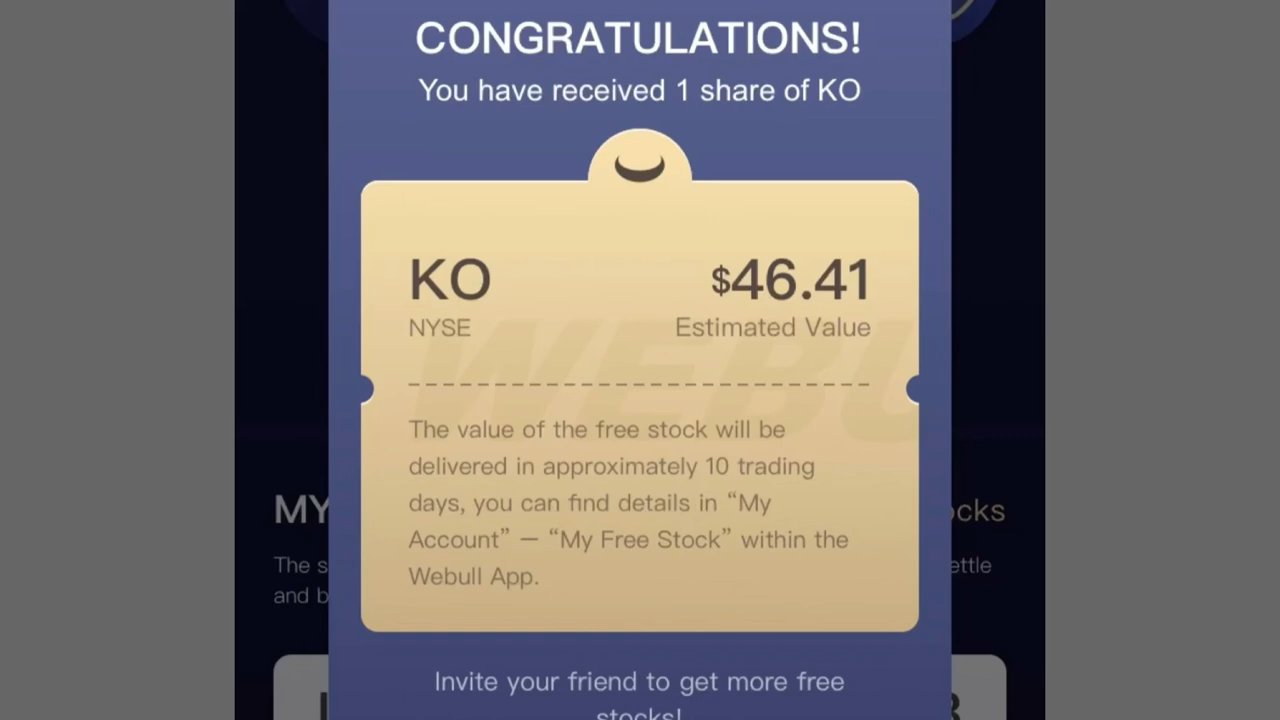 CONGRATULATIONS!
You have received 1 share of KO
KO
$46.41
NYSE
Estimated Value
The value of the free stock will be
delivered in approximately 10 trading
days, you can find details in “My
Account” — “My Free Stock” within the
Webull App.
MY
ocks
The s
ettle
and b
Invite your friend to get more free
stocks!